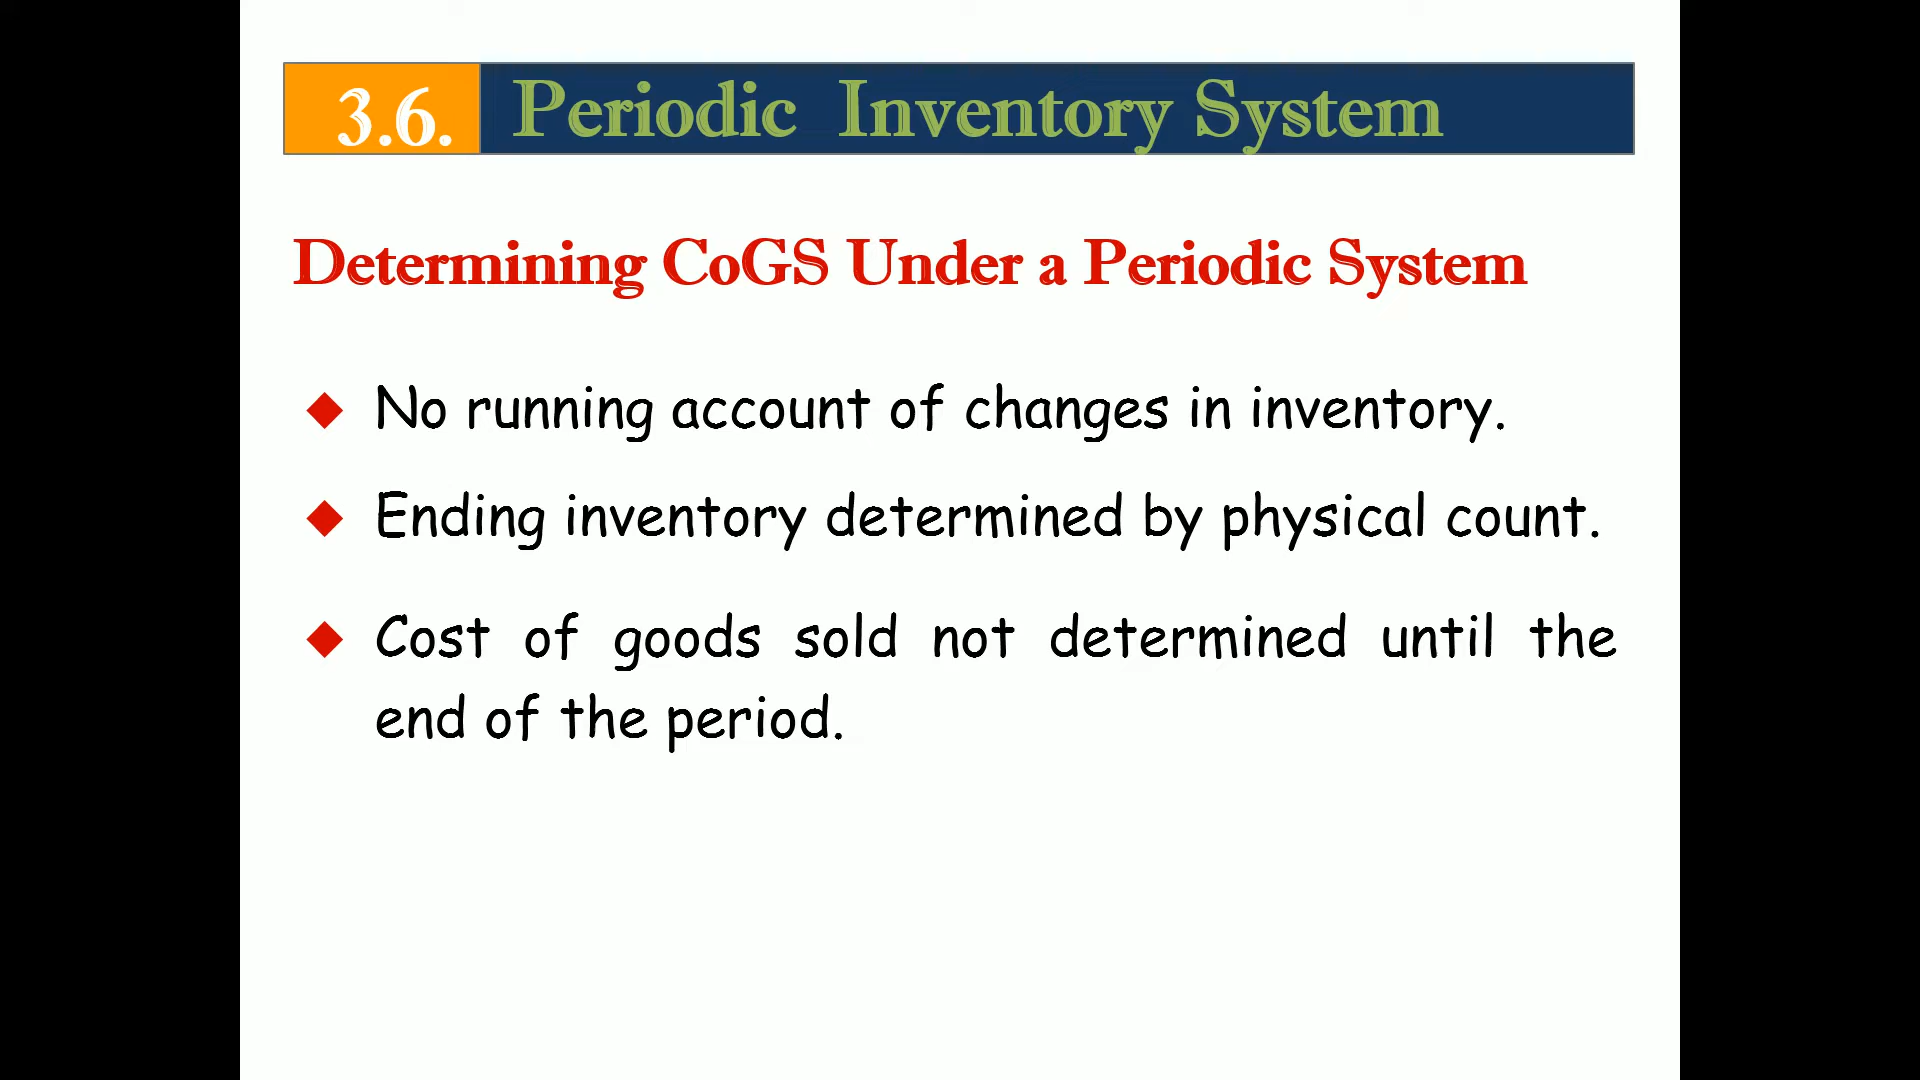 3.6. Periodic Inventory System
Determining CoGS Under a Periodic System
No running account of changes in inventory.
Ending inventory determined by physical count.
Cost of goods sold not determined until the
end of the period.